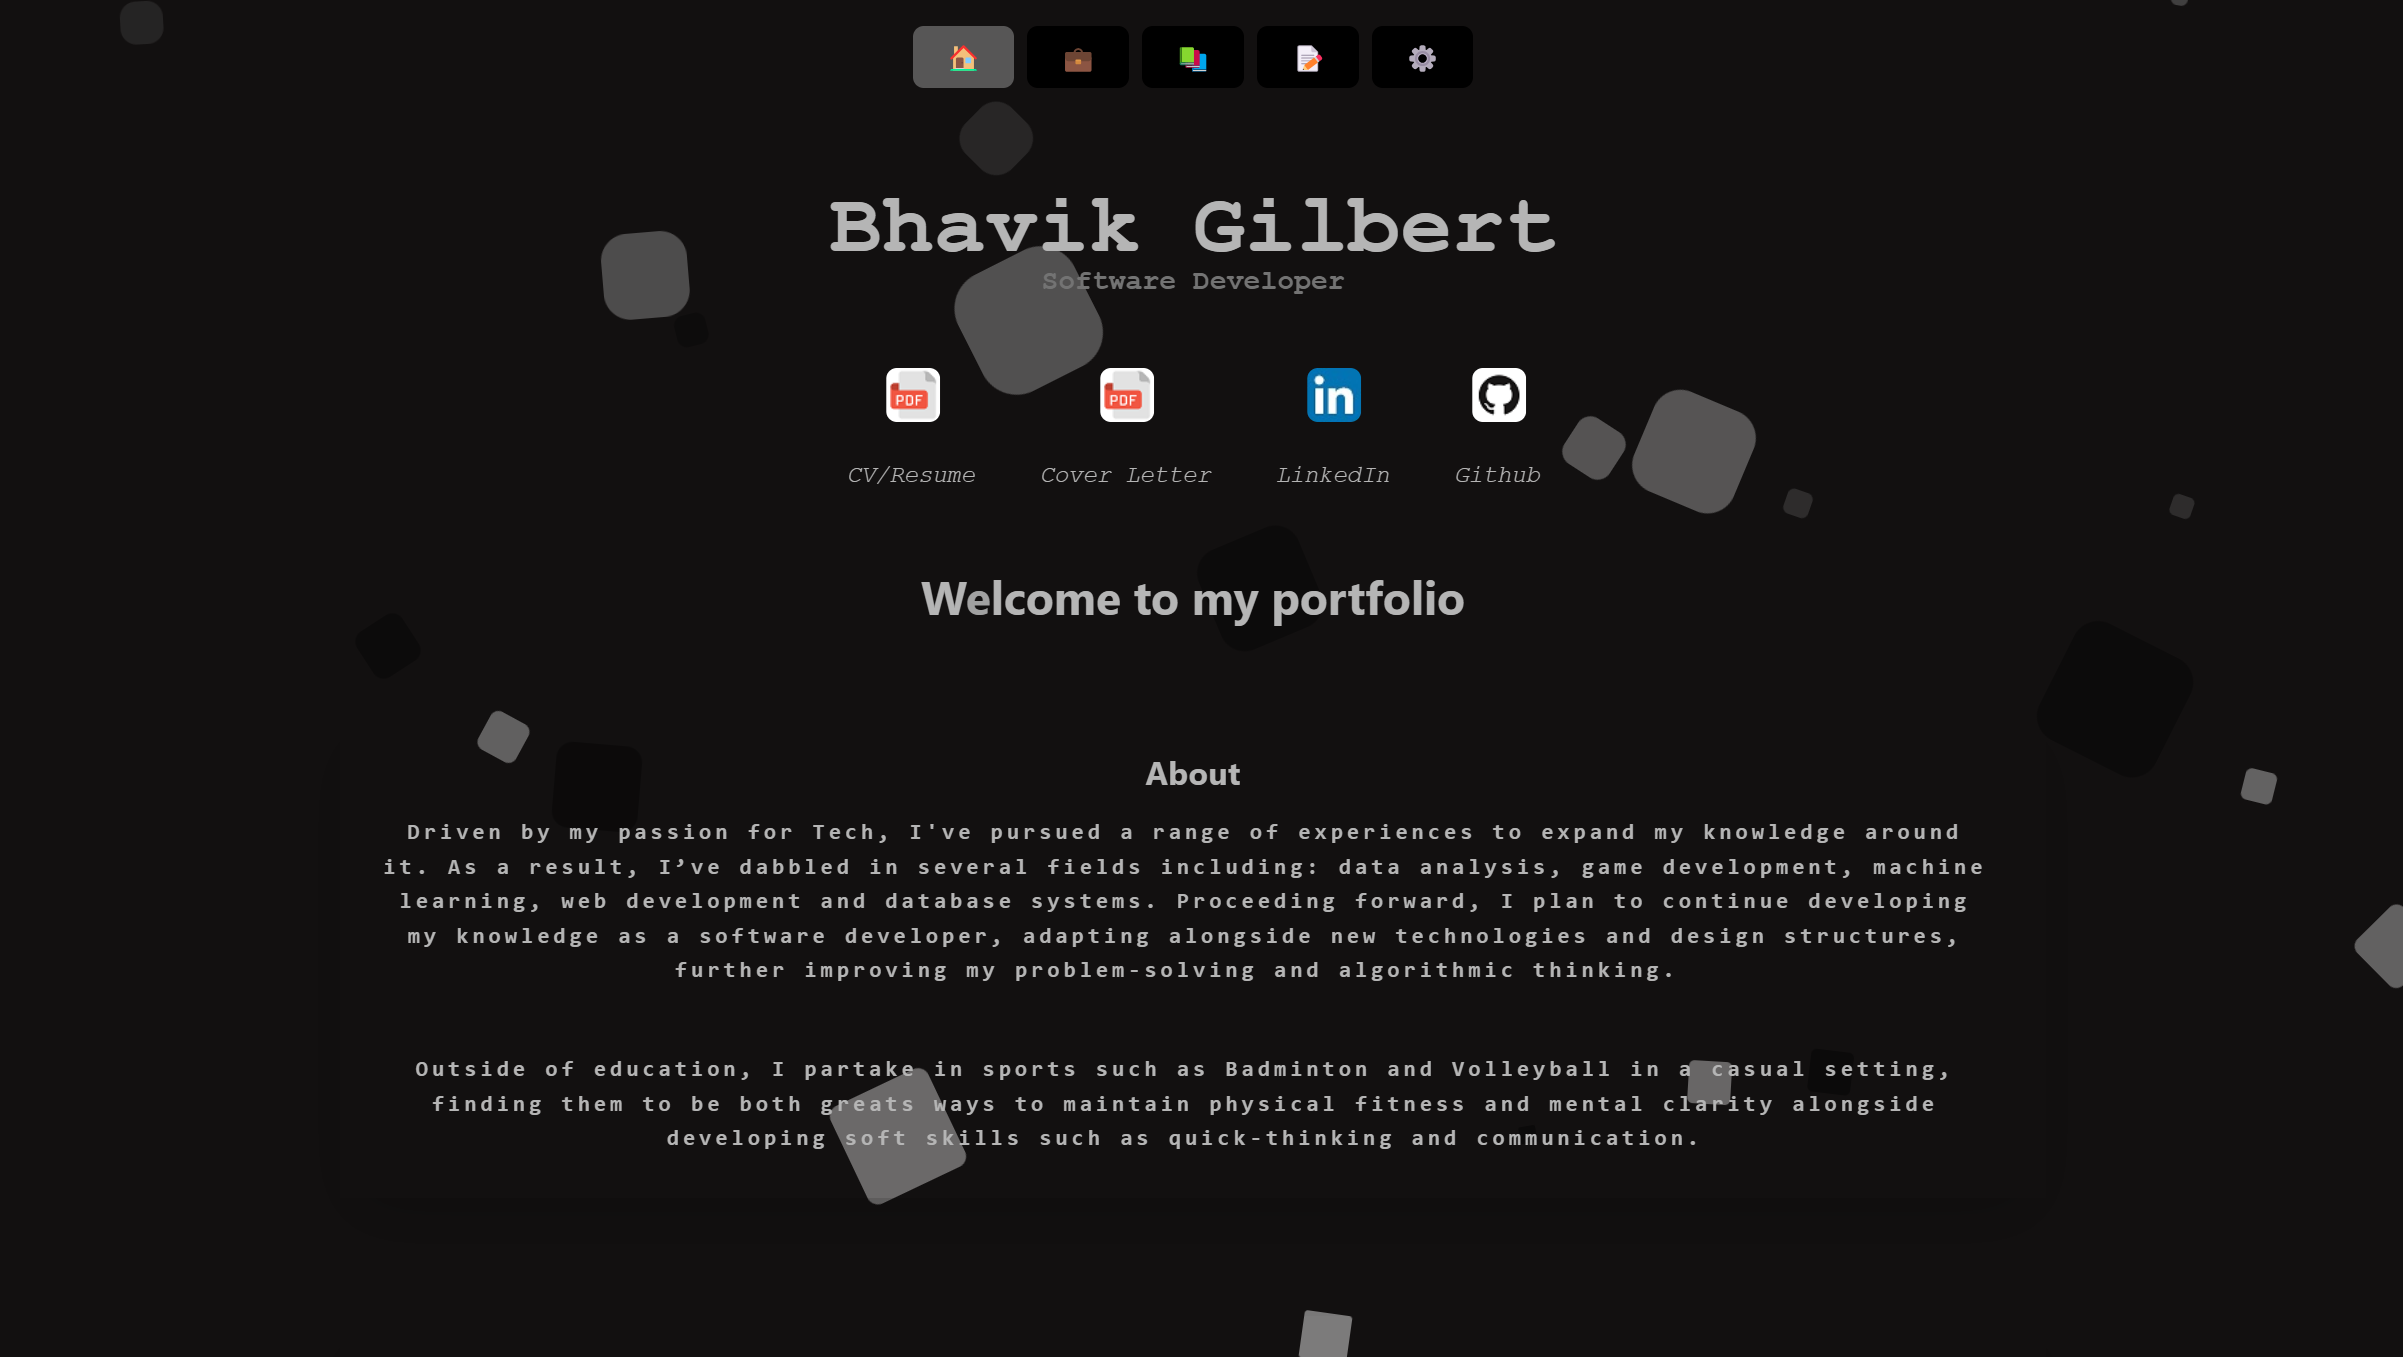 Bhavik Gilbert
Software Developer
PDF
PDF
in
CV/Resume
Cover Letter
LinkedIn
Github
Welcome to my portfolio
About
Driven by my passion for Tech, I've pursued a range of experiences to expand my knowledge around
it. As a result, I’ve dabbled in several fields including: data analysis, game development, machine
learning, web development and database systems. Proceeding forward, I plan to continue developing
my knowledge as a software developer, adapting alongside new technologies and design structures,
further improving my problem-solving and algorithmic thinking.
Outside of education, I partake in sports such as Badminton and Volleyball in a casual setting,
finding them to be both greats ways to maintain physical fitness and mental clarity alongside
developing soft skills such as quick-thinking and communication.